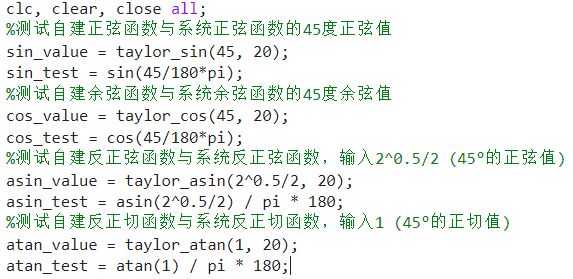 clc, clear, close all;
%测试自建正弦函数与系统正弦函数的45度正弦值
sin_value = taylor_sin(45, 20);
sin_test = sin(45/180*pi);
%测试自建余弦函数与系统余弦函数的45度余弦值
cos_value = taylor_cos(45, 20);
cos_test = cos(45/180*pi);
%测试自建反正弦函数与系统反正弦函数, 输入2^0.5/2 (45º的正弦值)
asin_value = taylor_asin(2^0.5/2, 20);
asin_test = asin(2^0.5/2) / pi * 180;
%测试自建反正切函数与系统反正切函数, 输入1 (45º的正切值)
atan_value = taylor_atan(1, 20);
atan_test = atan(1) / pi * 180;